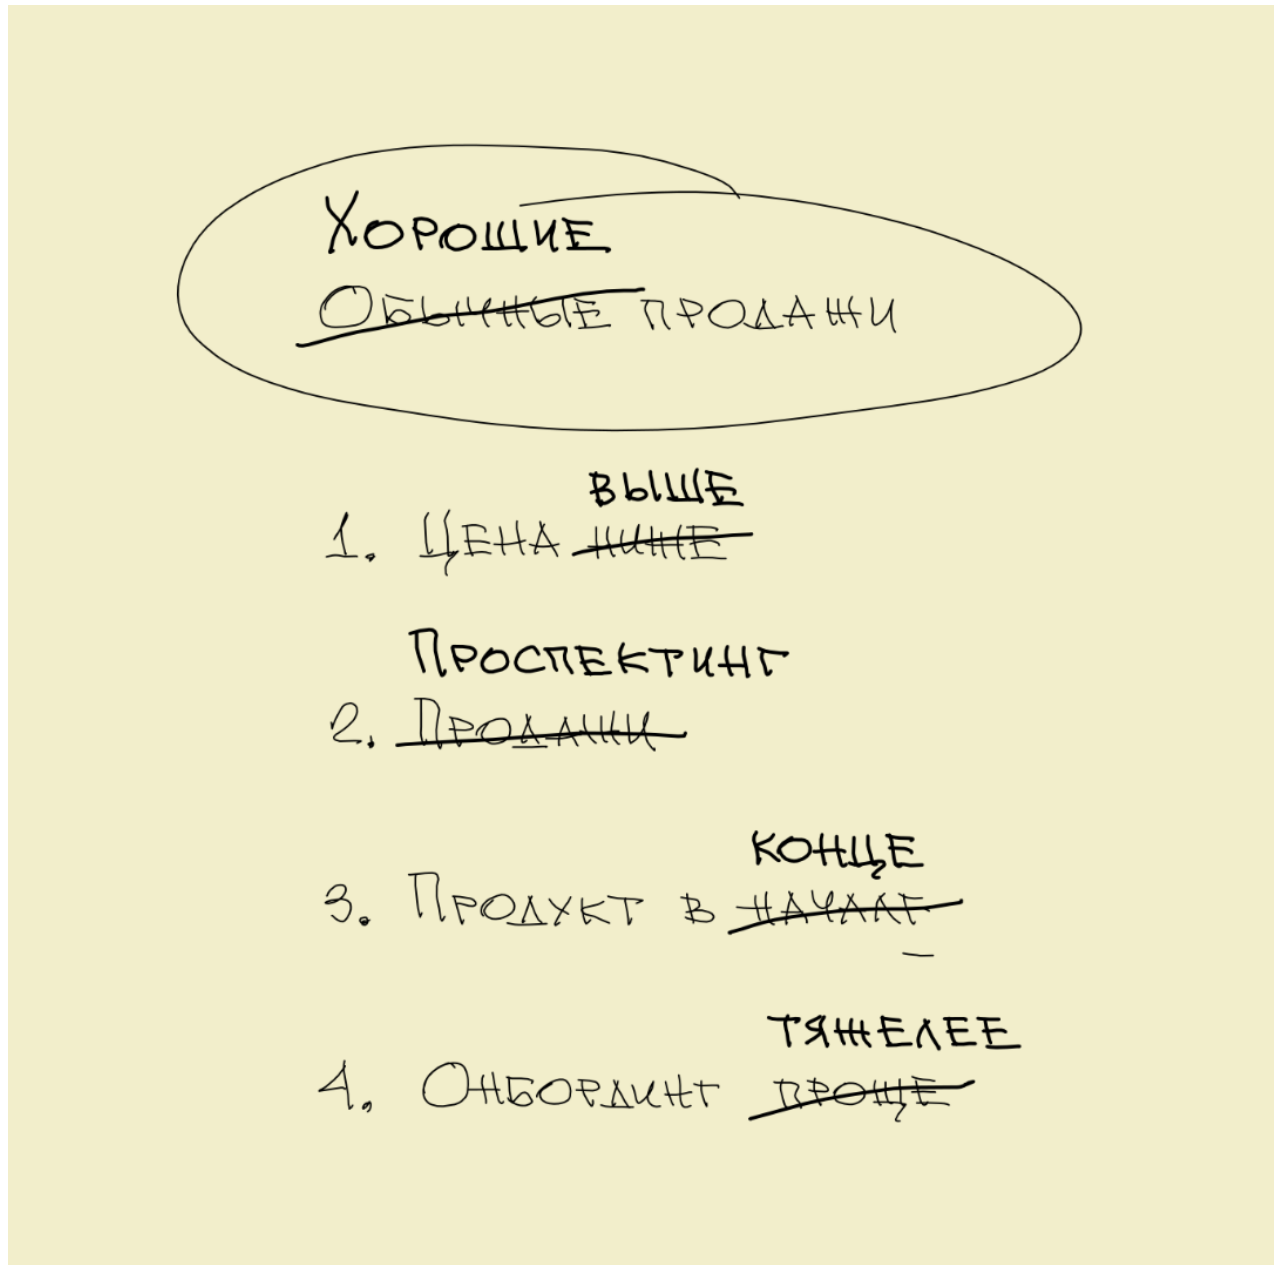 Хорошие
Обычные продажи
выше
1. Цена ниже
Проспектинг
2. Продажи
конце
3. Продукт в начале
тяжелее
4. Онбординг проще